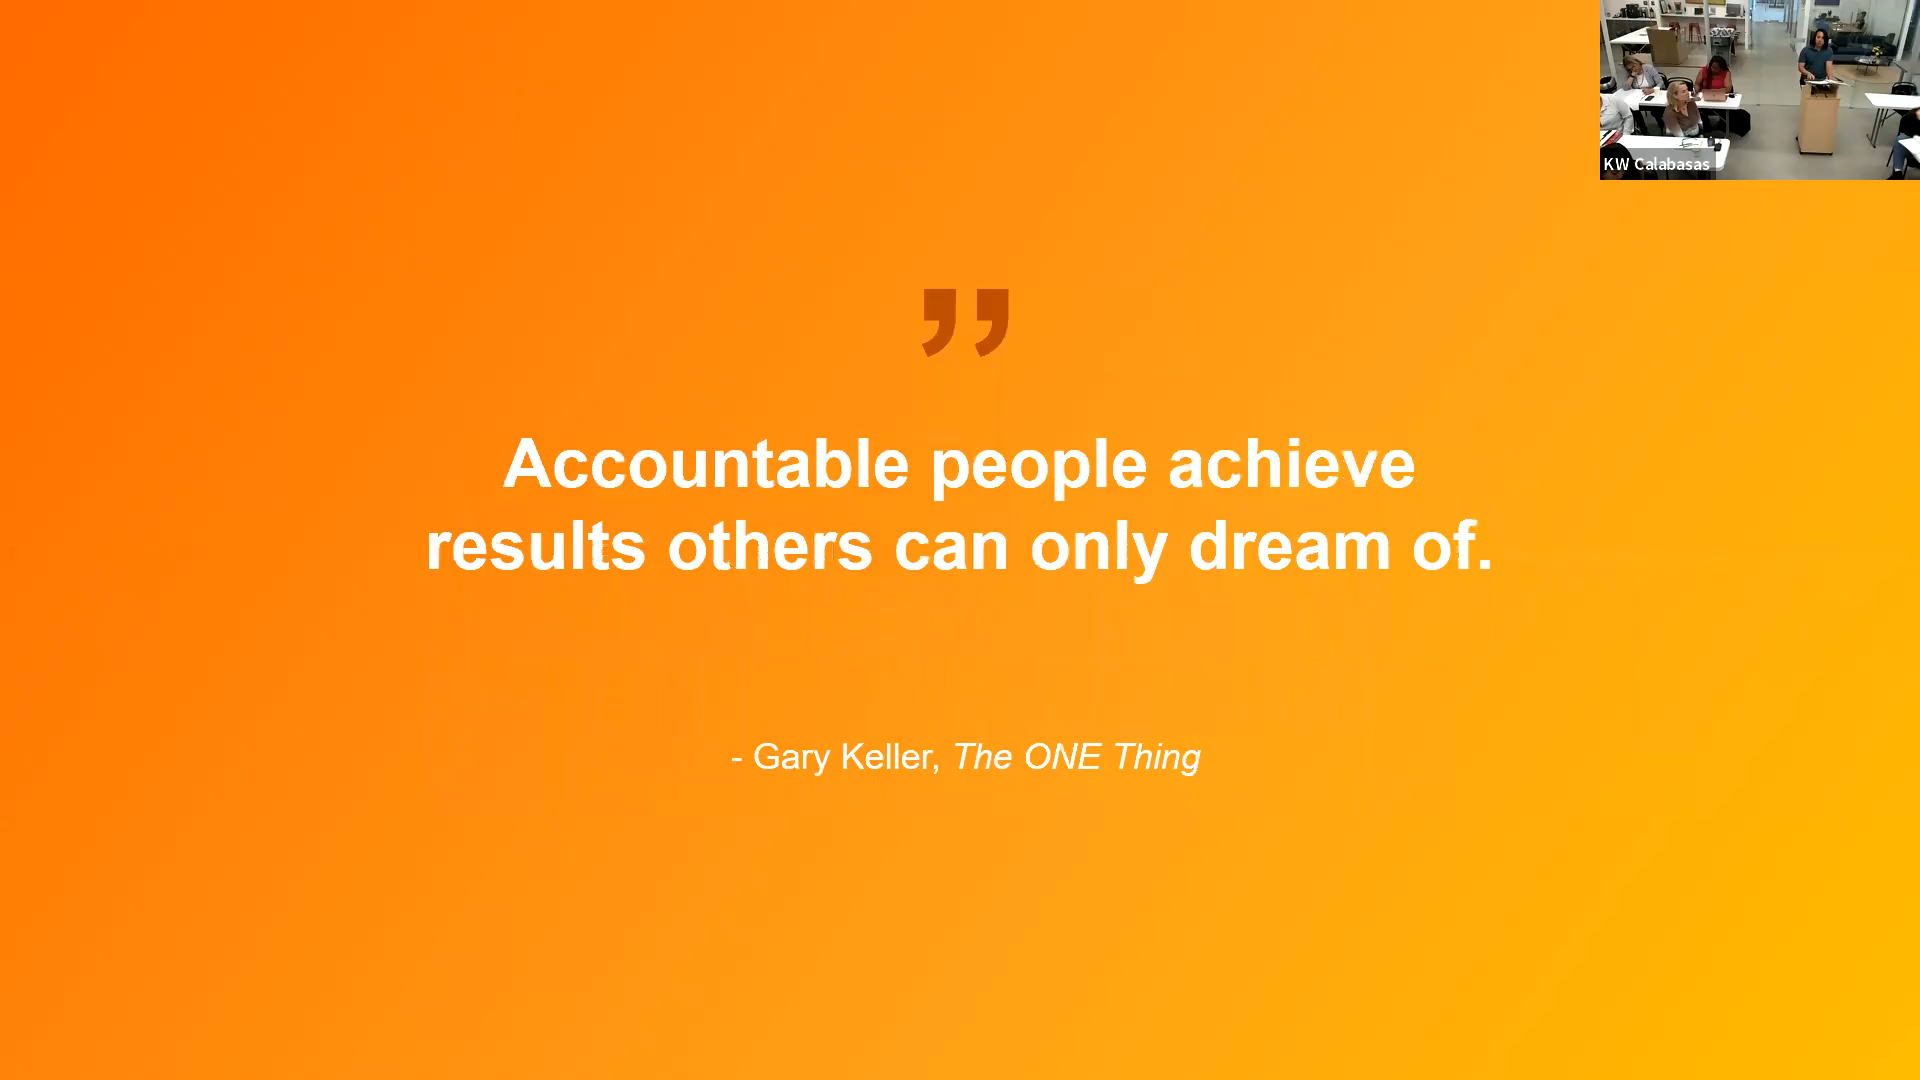 KW Calabasas
”
Accountable people achieve
results others can only dream of.
- Gary Keller, The ONE Thing